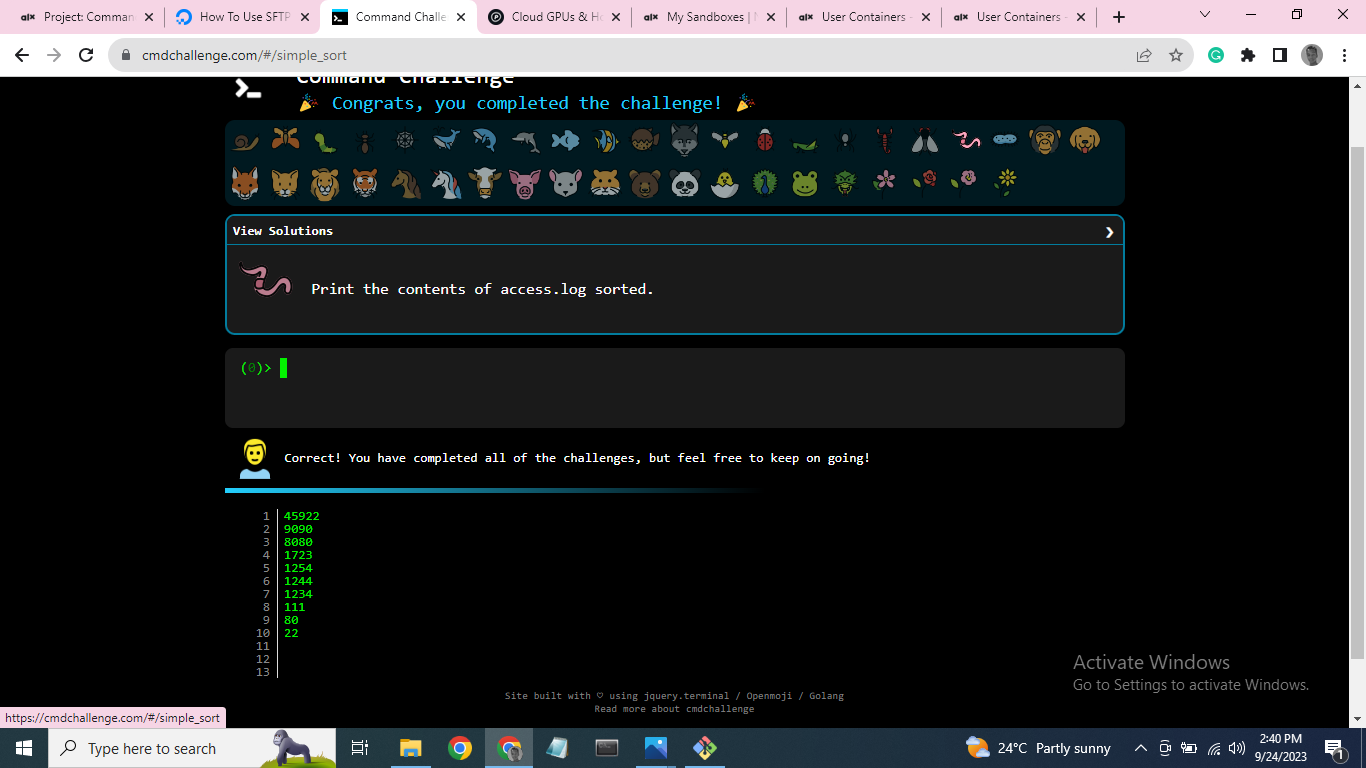 Project: Comman
How To Use SFTP
Command Challe
Cloud GPUs & H
My Sandboxes |
User Containers
User Containers
cmdchallenge.com/#/simple_sort
Command Challenge
Congrats, you completed the challenge!
View Solutions
Print the contents of access.log sorted.
(0)>
Correct! You have completed all of the challenges, but feel free to keep on going!
1 45922
2 9090
3 8080
4 1723
5 1254
6 1244
7 1234
8 111
9 80
10 22
11
12
13
Activate Windows
Go to Settings to activate Windows.
Site built with ♡ using jquery.terminal / Openmoji / Golang
Read more about cmdchallenge
https://cmdchallenge.com/#/simple_sort
Type here to search
24°C Partly sunny
2:40 PM
9/24/2023
1